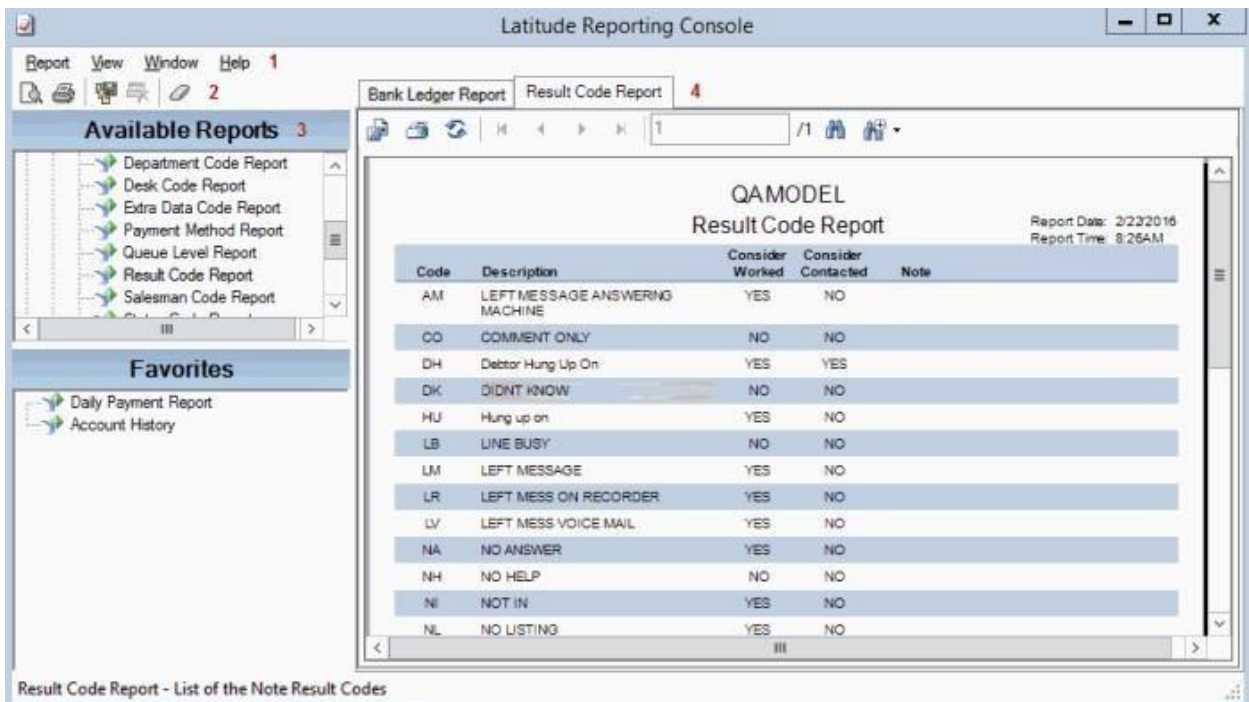 Latitude Reporting Console
Report View Window Help 1
2
Available Reports 3
Department Code Report
Desk Code Report
Extra Data Code Report
Payment Method Report
Queue Level Report
Result Code Report
Salesman Code Report
Favorites
Daily Payment Report
Account History
Bank Ledger Report Result Code Report 4
1 /1
QAMODEL
Result Code Report
Report Date: 2/22/2016
Report Time: 8:26AM
Code Description Consider Worked Consider Contacted Note
AM LEFT MESSAGE ANSWERING YES NO
MACHINE
CO COMMENT ONLY NO NO
DH Debtor Hung Up On YES YES
DK DIDNT KNOW NO NO
HU Hung up on YES NO
LB LINE BUSY NO NO
LM LEFT MESSAGE YES NO
LR LEFT MESS ON RECORDER YES NO
LV LEFT MESS VOICE MAIL YES NO
NA NO ANSWER YES NO
NH NO HELP NO NO
NI NOT IN YES NO
NL NO LISTING YES NO
Result Code Report - List of the Note Result Codes